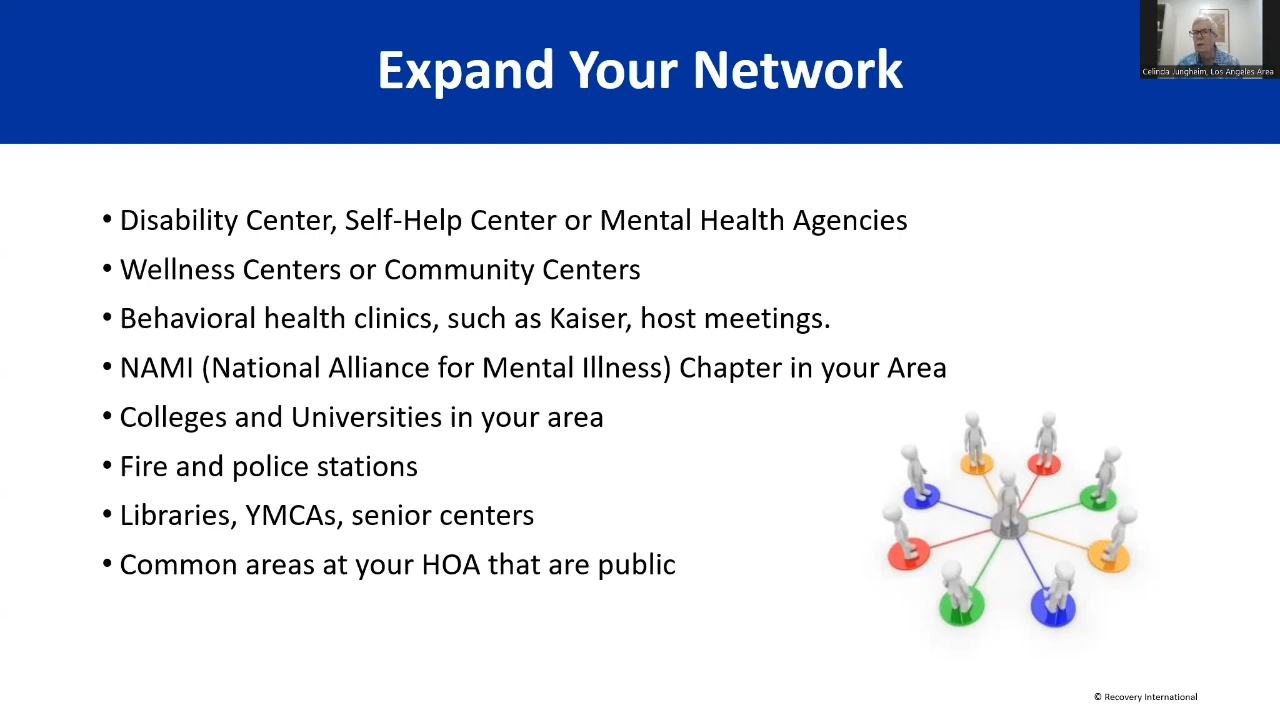 Expand Your Network
Celinda Jungheim, Los Angeles Area
• Disability Center, Self-Help Center or Mental Health Agencies
• Wellness Centers or Community Centers
• Behavioral health clinics, such as Kaiser, host meetings.
• NAMI (National Alliance for Mental Illness) Chapter in your Area
• Colleges and Universities in your area
• Fire and police stations
• Libraries, YMCAs, senior centers
• Common areas at your HOA that are public
© Recovery International